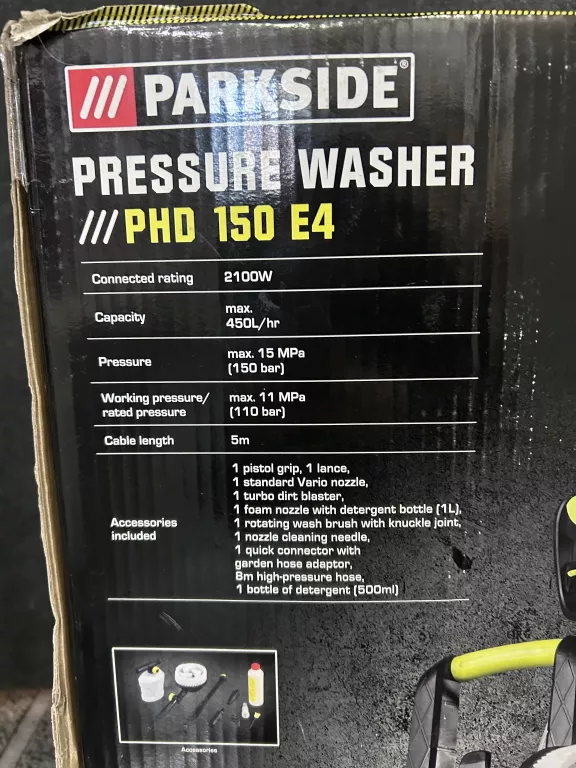 /// PARKSIDE®
PRESSURE WASHER
/// PHD 150 E4
Connected rating 2100W
Capacity max.
450L/hr
Pressure max. 15 MPa
(150 bar)
Working pressure/ max. 11 MPa
rated pressure (110 bar)
Cable length 5m
Accessories
included
1 pistol grip, 1 lance,
1 standard Vario nozzle,
1 turbo dirt blaster,
1 foam nozzle with detergent bottle (1L),
1 rotating wash brush with knuckle joint,
1 nozzle cleaning needle,
1 quick connector with
garden hose adaptor,
8m high-pressure hose,
1 bottle of detergent (500ml)
Accessories